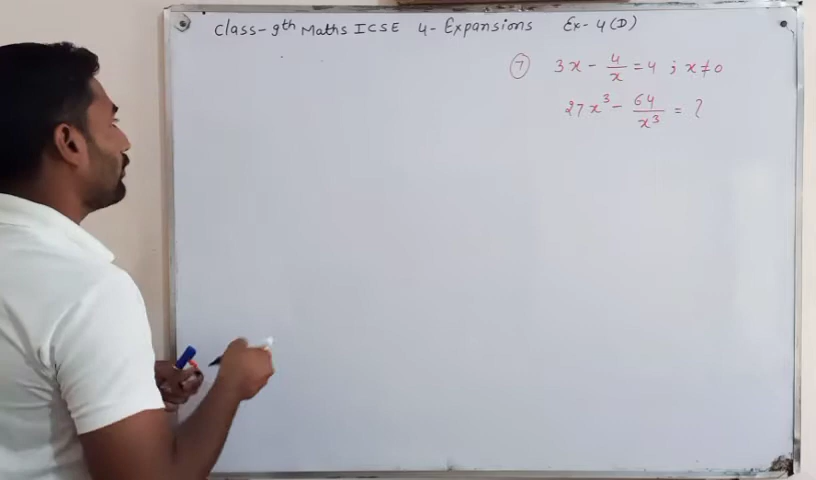 Class-9th Maths ICSE 4-Expansions Ex-4(D)
7 3x - 4/x = 4 ; x ≠ 0
27x³ - 64/x³ = ?